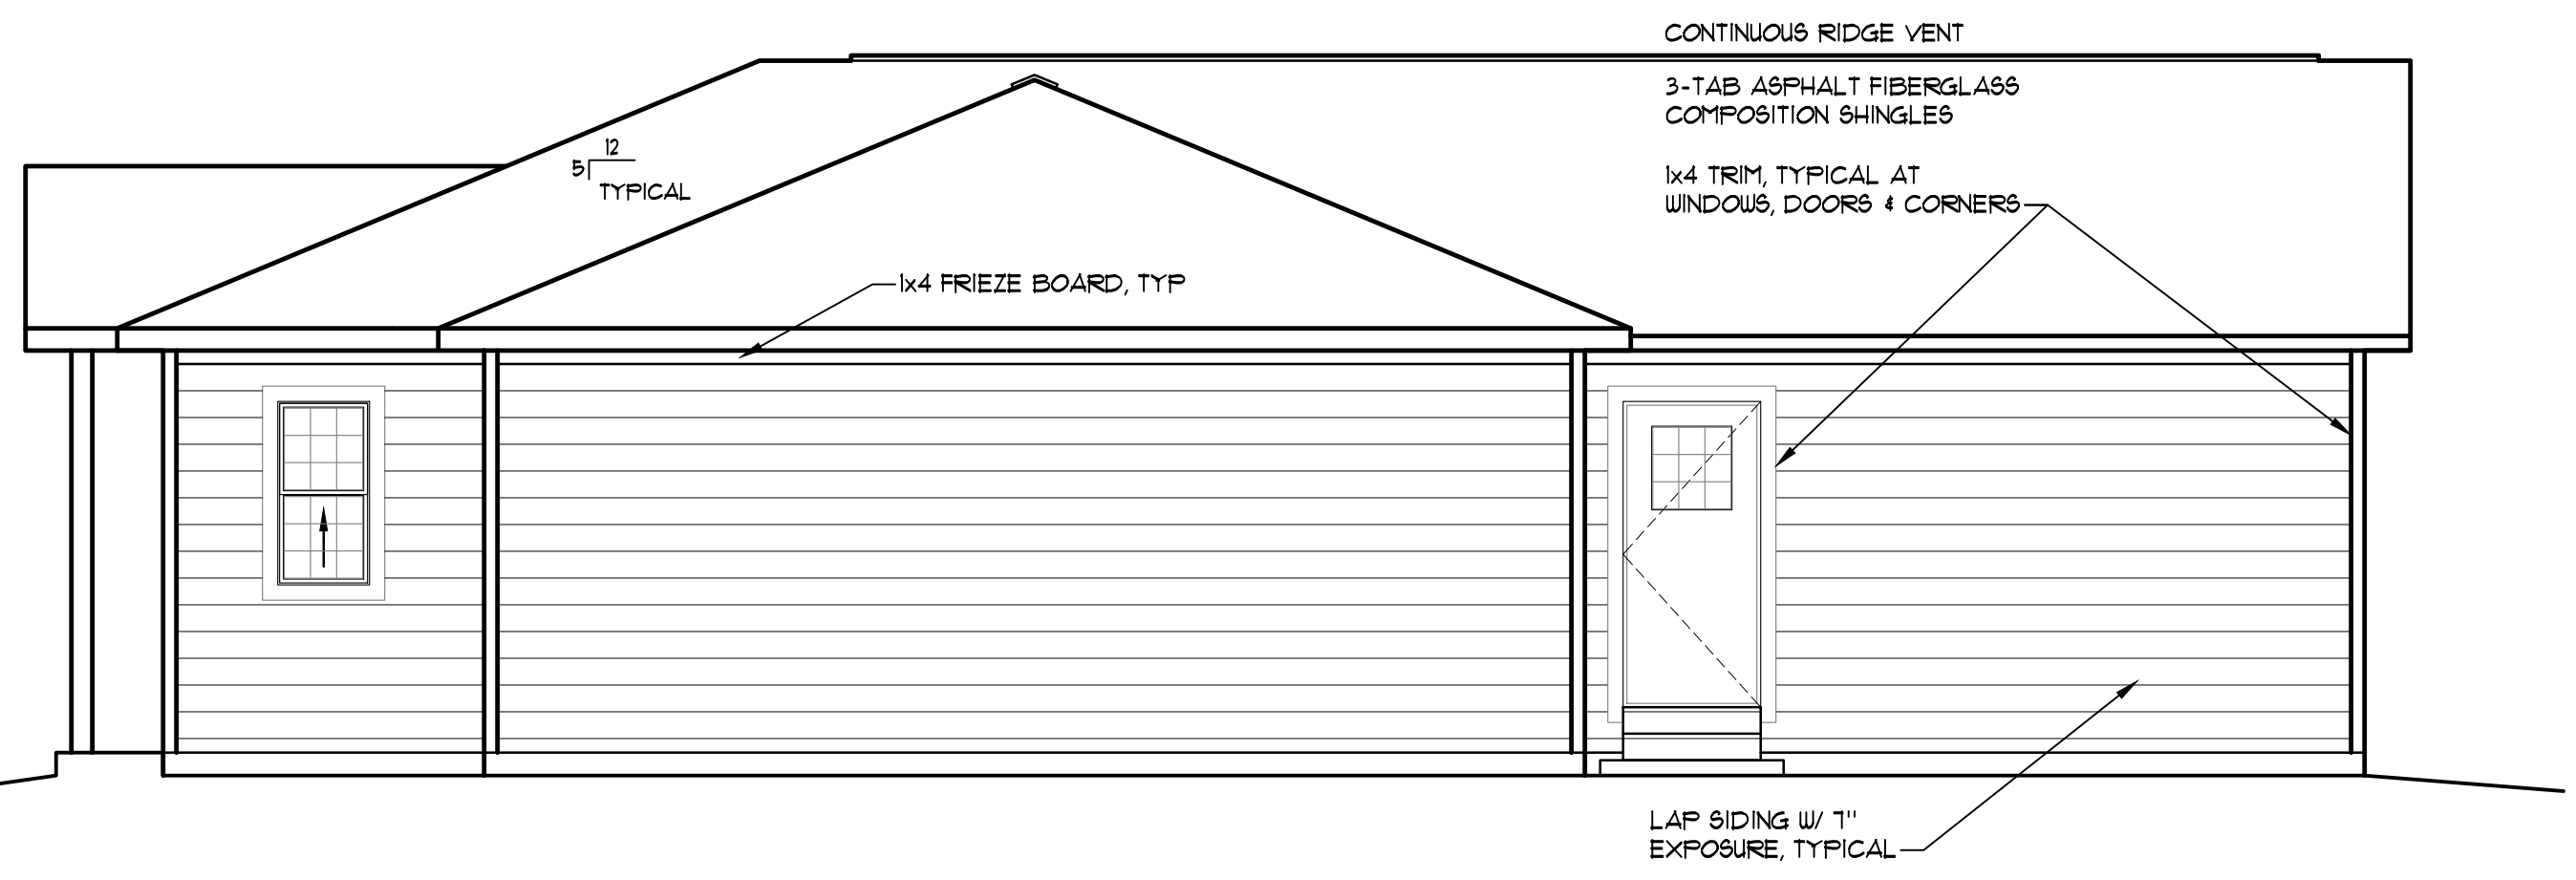 CONTINUOUS RIDGE VENT
3-TAB ASPHALT FIBERGLASS
COMPOSITION SHINGLES
12
5
TYPICAL
1x4 TRIM, TYPICAL AT
WINDOWS, DOORS & CORNERS
1x4 FRIEZE BOARD, TYP
LAP SIDING W/ 7"
EXPOSURE, TYPICAL